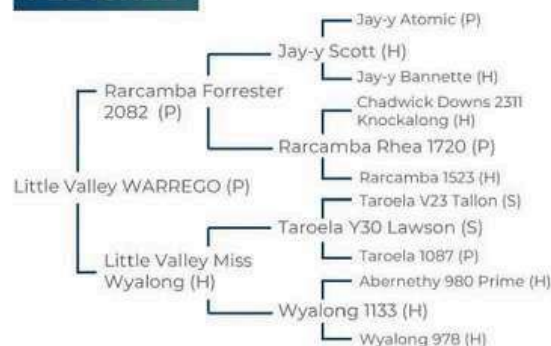 Jay-y Atomic (P)
Jay-y Scott (H)
Jay-y Bannette (H)
Rarcamba Forrester
2082 (P)
Chadwick Downs 2311
Knockalong (H)
Rarcamba Rhea 1720 (P)
Rarcamba 1523 (H)
Little Valley WARREGO (P)
Taroela V23 Tallon (S)
Taroela Y30 Lawson (S)
Taroela 1087 (P)
Little Valley Miss
Wyalong (H)
Abernethy 980 Prime (H)
Wyalong 1133 (H)
Wyalong 978 (H)